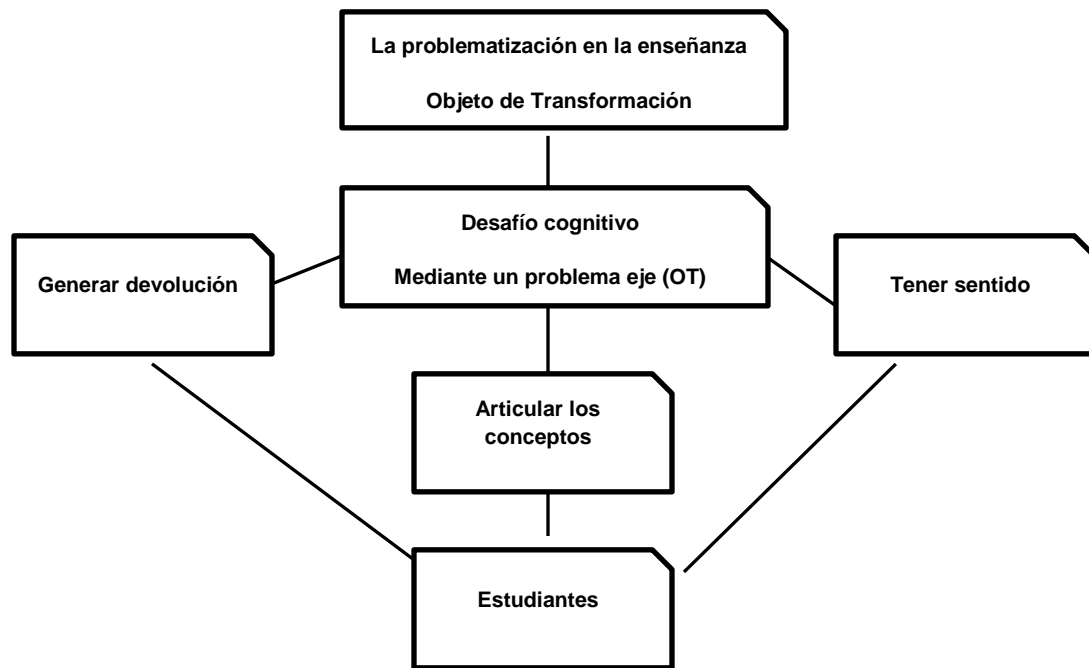 La problematización en la enseñanza
Objeto de Transformación
Desafío cognitivo
Mediante un problema eje (OT)
Generar devolución
Tener sentido
Articular los
conceptos
Estudiantes